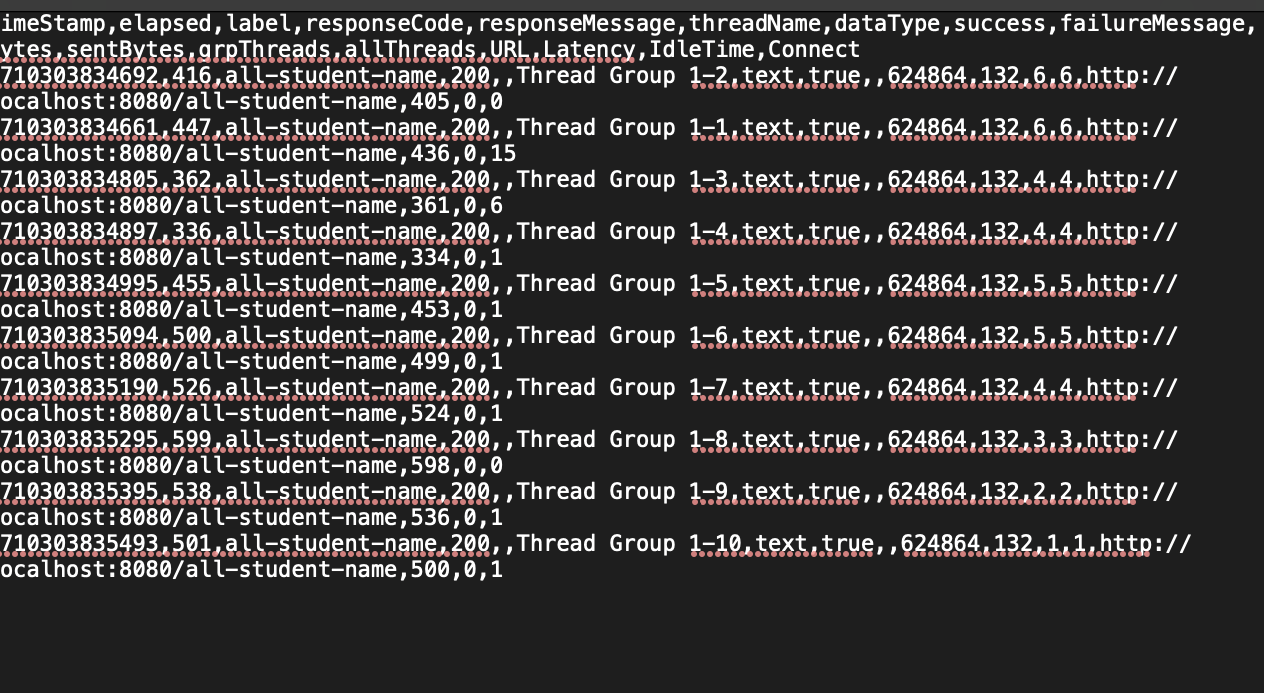 imeStamp,elapsed,label,responseCode,responseMessage,threadName,dataType,success,failureMessage,
ytes,sentBytes,grpThreads,allThreads,URL,Latency,IdleTime,Connect
710303834692,416,all-student-name,200,,Thread Group 1-2,text,true,,624864,132,6,6,http://
ocalhost:8080/all-student-name,405,0,0
710303834661,447,all-student-name,200,,Thread Group 1-1,text,true,,624864,132,6,6,http://
ocalhost:8080/all-student-name,436,0,15
710303834805,362,all-student-name,200,,Thread Group 1-3,text,true,,624864,132,4,4,http://
ocalhost:8080/all-student-name,361,0,6
710303834897,336,all-student-name,200,,Thread Group 1-4,text,true,,624864,132,4,4,http://
ocalhost:8080/all-student-name,334,0,1
710303834995,455,all-student-name,200,,Thread Group 1-5,text,true,,624864,132,5,5,http://
ocalhost:8080/all-student-name,453,0,1
710303835094,500,all-student-name,200,,Thread Group 1-6,text,true,,624864,132,5,5,http://
ocalhost:8080/all-student-name,499,0,1
710303835190,526,all-student-name,200,,Thread Group 1-7,text,true,,624864,132,4,4,http://
ocalhost:8080/all-student-name,524,0,1
710303835295,599,all-student-name,200,,Thread Group 1-8,text,true,,624864,132,3,3,http://
ocalhost:8080/all-student-name,598,0,0
710303835395,538,all-student-name,200,,Thread Group 1-9,text,true,,624864,132,2,2,http://
ocalhost:8080/all-student-name,536,0,1
710303835493,501,all-student-name,200,,Thread Group 1-10,text,true,,624864,132,1,1,http://
ocalhost:8080/all-student-name,500,0,1